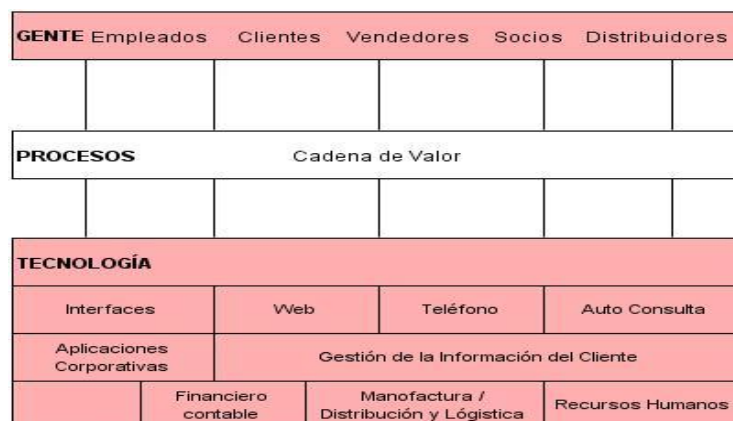 GENTE Empleados Clientes Vendedores Socios Distribuidores
PROCESOS Cadena de Valor
TECNOLOGÍA
Interfaces Web Teléfono Auto Consulta
Aplicaciones
Corporativas
Gestión de la Información del Cliente
Financiero
contable
Manofactura /
Distribución y Lógistica
Recursos Humanos